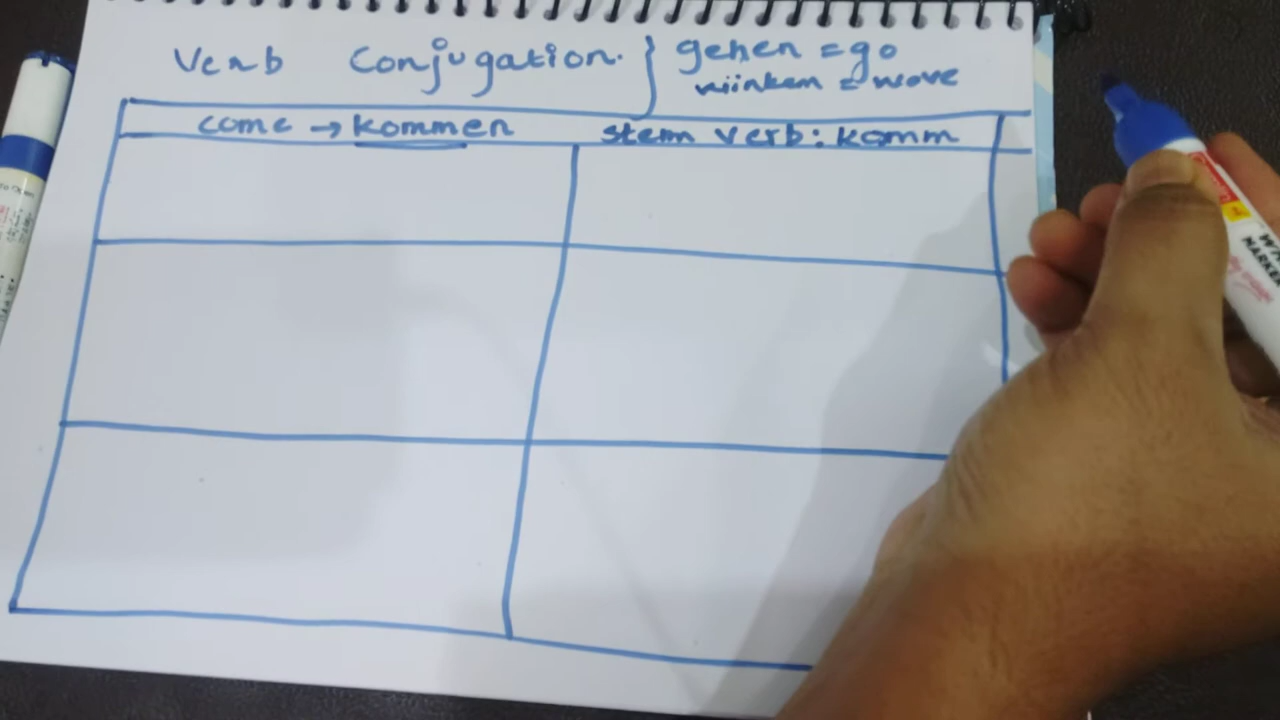 Verb Conjugation. } gehen = go
winken = wave
come → kommen
stem verb: komm